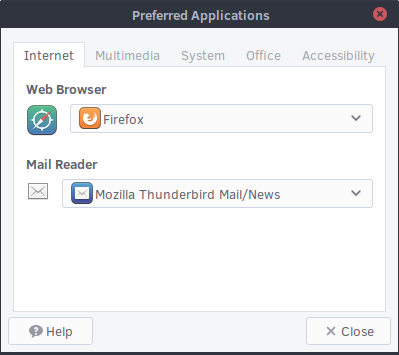 Preferred Applications
Internet Multimedia System Office Accessibility
Web Browser
Firefox
Mail Reader
Mozilla Thunderbird Mail/News
Help Close